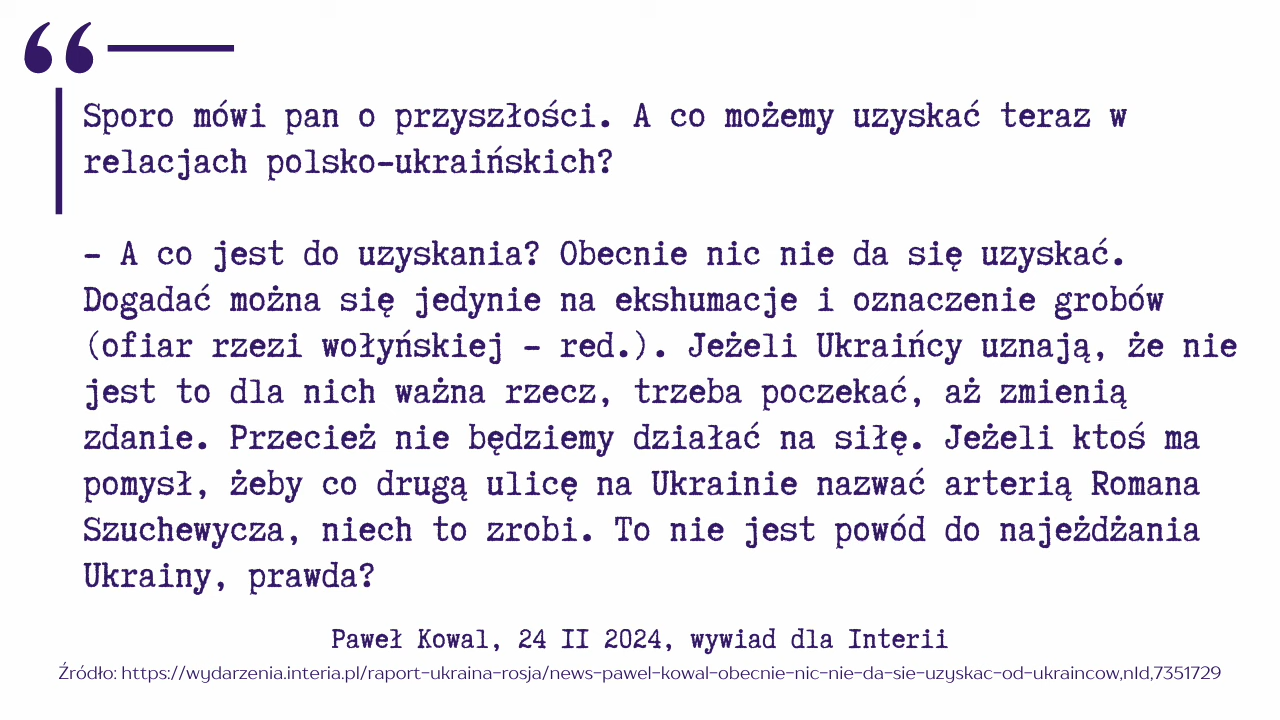 Sporo mówi pan o przyszłości. A co możemy uzyskać teraz w
relacjach polsko-ukraińskich?
- A co jest do uzyskania? Obecnie nic nie da się uzyskać.
Dogadać można się jedynie na ekshumacje i oznaczenie grobów
(ofiar rzezi wołyńskiej - red.). Jeżeli Ukraińcy uznają, że nie
jest to dla nich ważna rzecz, trzeba poczekać, aż zmienią
zdanie. Przecież nie będziemy działać na siłę. Jeżeli ktoś ma
pomysł, żeby co drugą ulicę na Ukrainie nazwać arterią Romana
Szuchewycza, niech to zrobi. To nie jest powód do najeżdżania
Ukrainy, prawda?
Paweł Kowal, 24 II 2024, wywiad dla Interii
Źródło: https://wydarzenia.interia.pl/raport-ukraina-rosja/news-pawel-kowal-obecnie-nic-nie-da-sie-uzyskac-od-ukraincow,nId,7351729